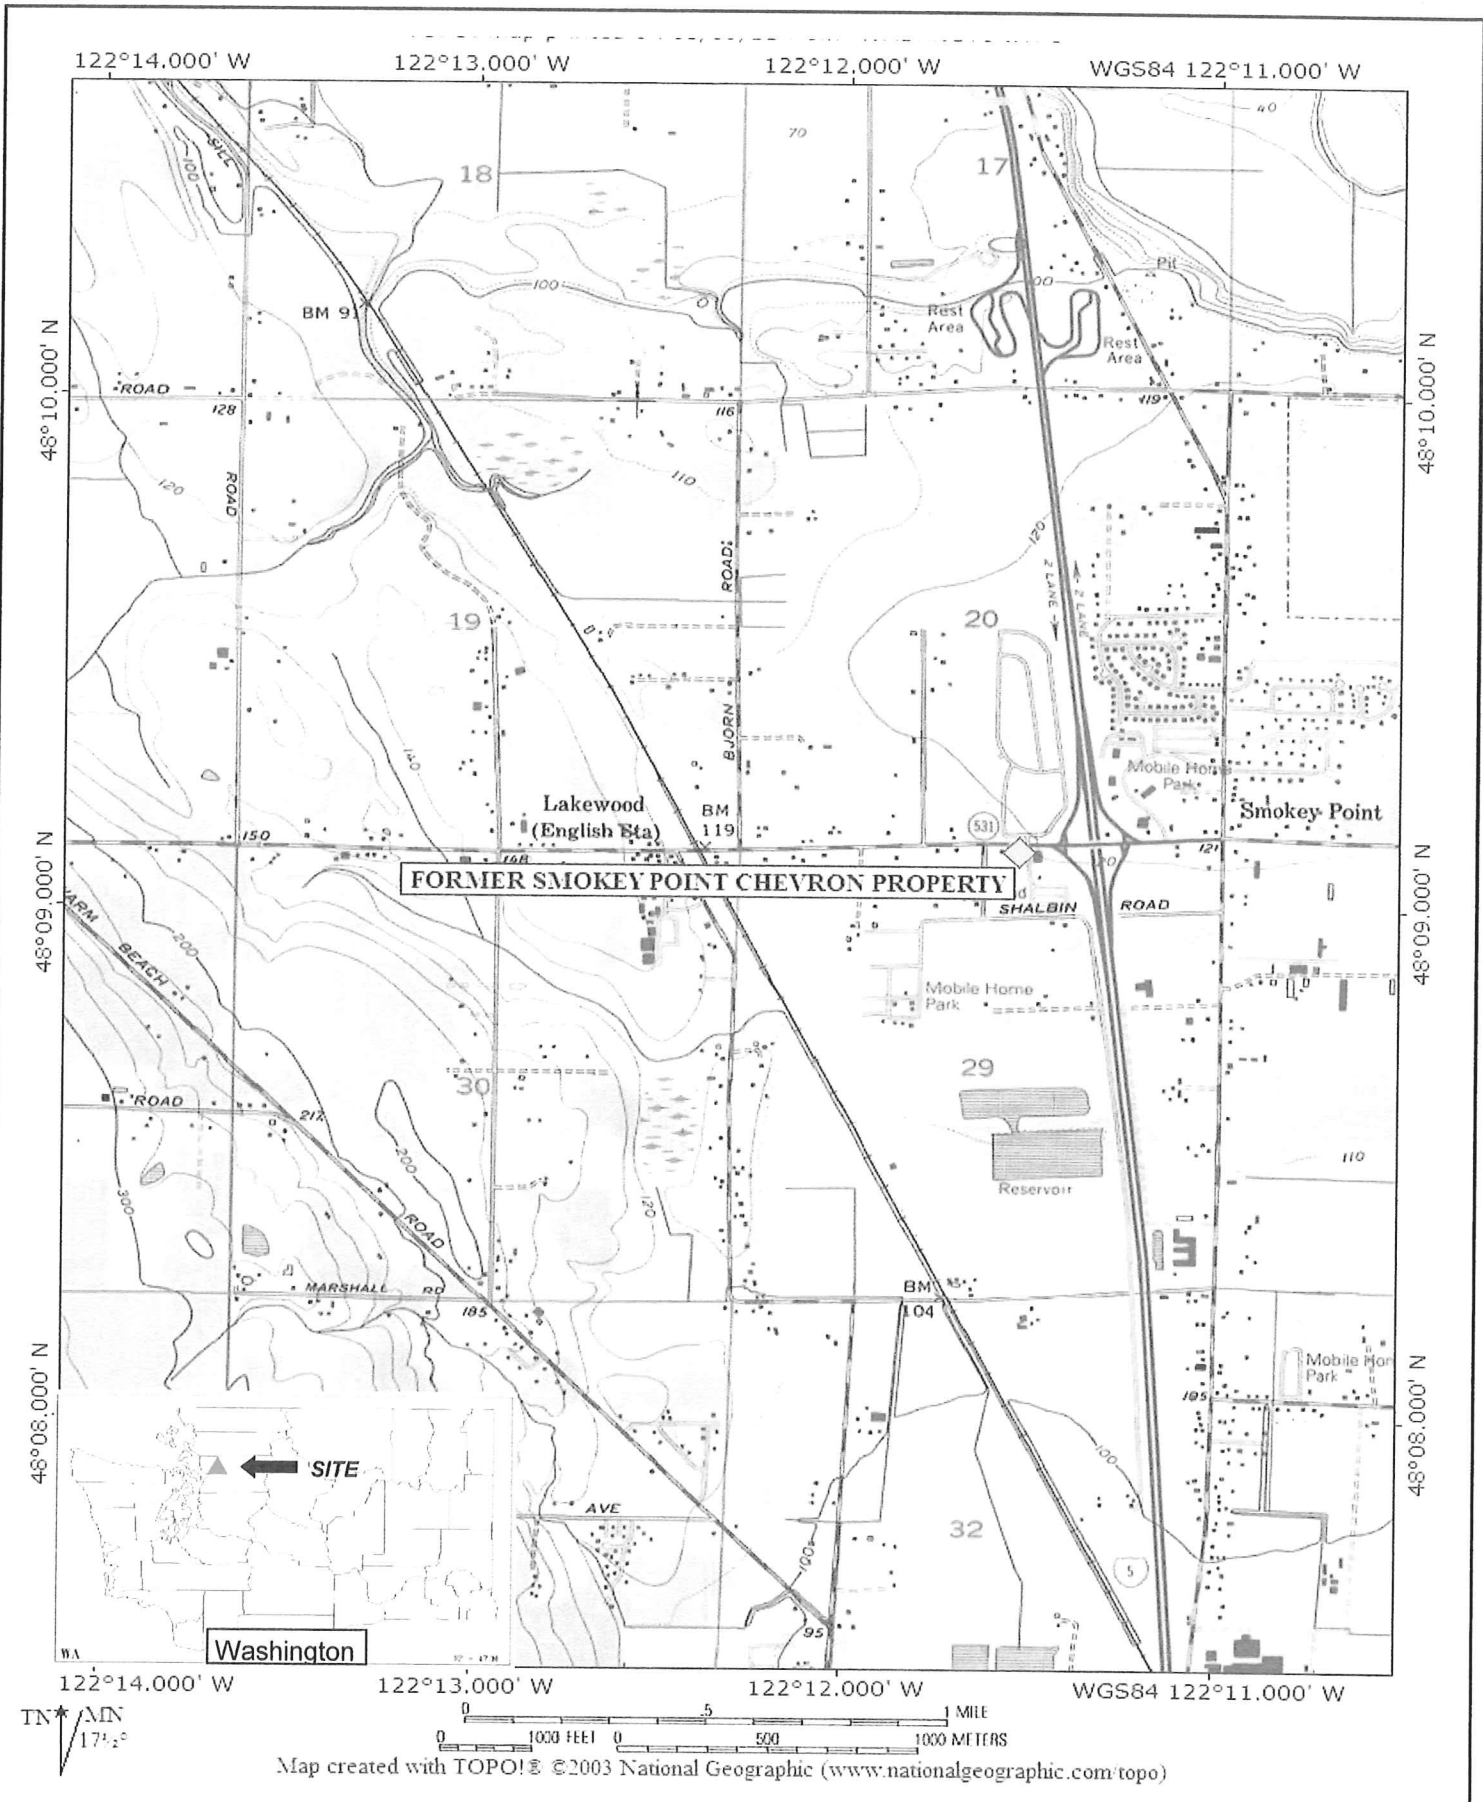 122°14.000' W 122°13.000' W 122°12.000' W WGS84 122°11.000' W
40
70
SILL
100
18
17
Pit
100
BM
Rest
Area
Rest
Area
48°10.000' N
48°10.000' N
ROAD
128
116
119
120
ROAD
110
120
ROAD
2 LANE
2 LANE
19
20
BJORN
140
Mobile Home
Park
Lakewood
(English Sta)
BM
119
531
Smokey Point
150
148
121
48°09.000' N
48°09.000' N
FORMER SMOKEY POINT CHEVRON PROPERTY
SHALBIN ROAD
200
BEACH
Mobile Home
Park
29
30
ROAD
217
200
110
Reservoir
300
120
ROAD
MARSHALL RD
185
BM
104
48°08.000' N
48°08.000' N
Mobile Hom
Park
105
100
SITE
AVE
32
100
5
95
WA
Washington
122°14.000' W 122°13.000' W 122°12.000' W WGS84 122°11.000' W
TN MN
17½°
0 .5 1 MILE
0 1000 FEET 0 500 1000 METERS
Map created with TOPO!® ©2003 National Geographic (www.nationalgeographic.com/topo)